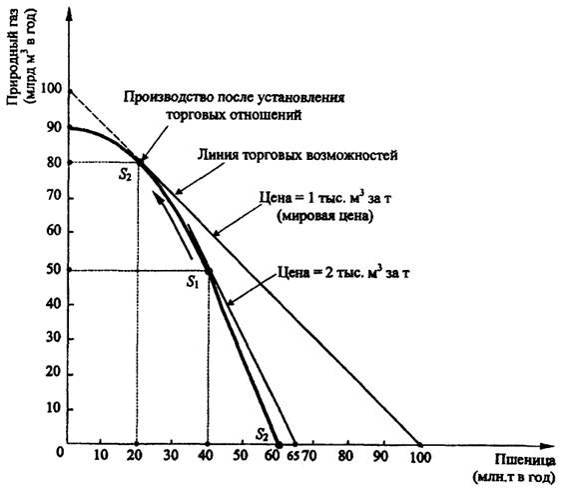 Природный газ
(млрд м³ в год)
100
90
80
70
60
50
40
30
20
10
0
Производство после установления
торговых отношений
Линия торговых возможностей
Цена = 1 тыс. м³ за т
(мировая цена)
Цена = 2 тыс. м³ за т
S₂
S₁
S₂
10 20 30 40 50 60 65 70 80 90 100
Пшеница
(млн.т в год)